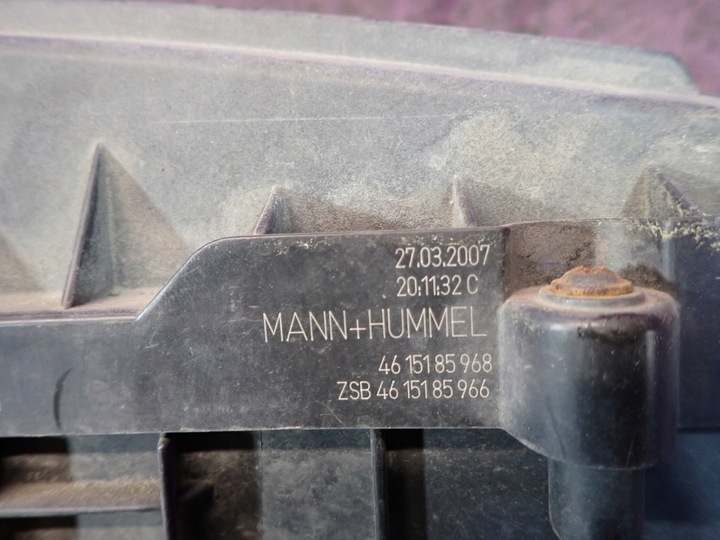 27.03.2007
20:11:32 C
MANN+HUMMEL
46 151 85 968
ZSB 46 151 85 966